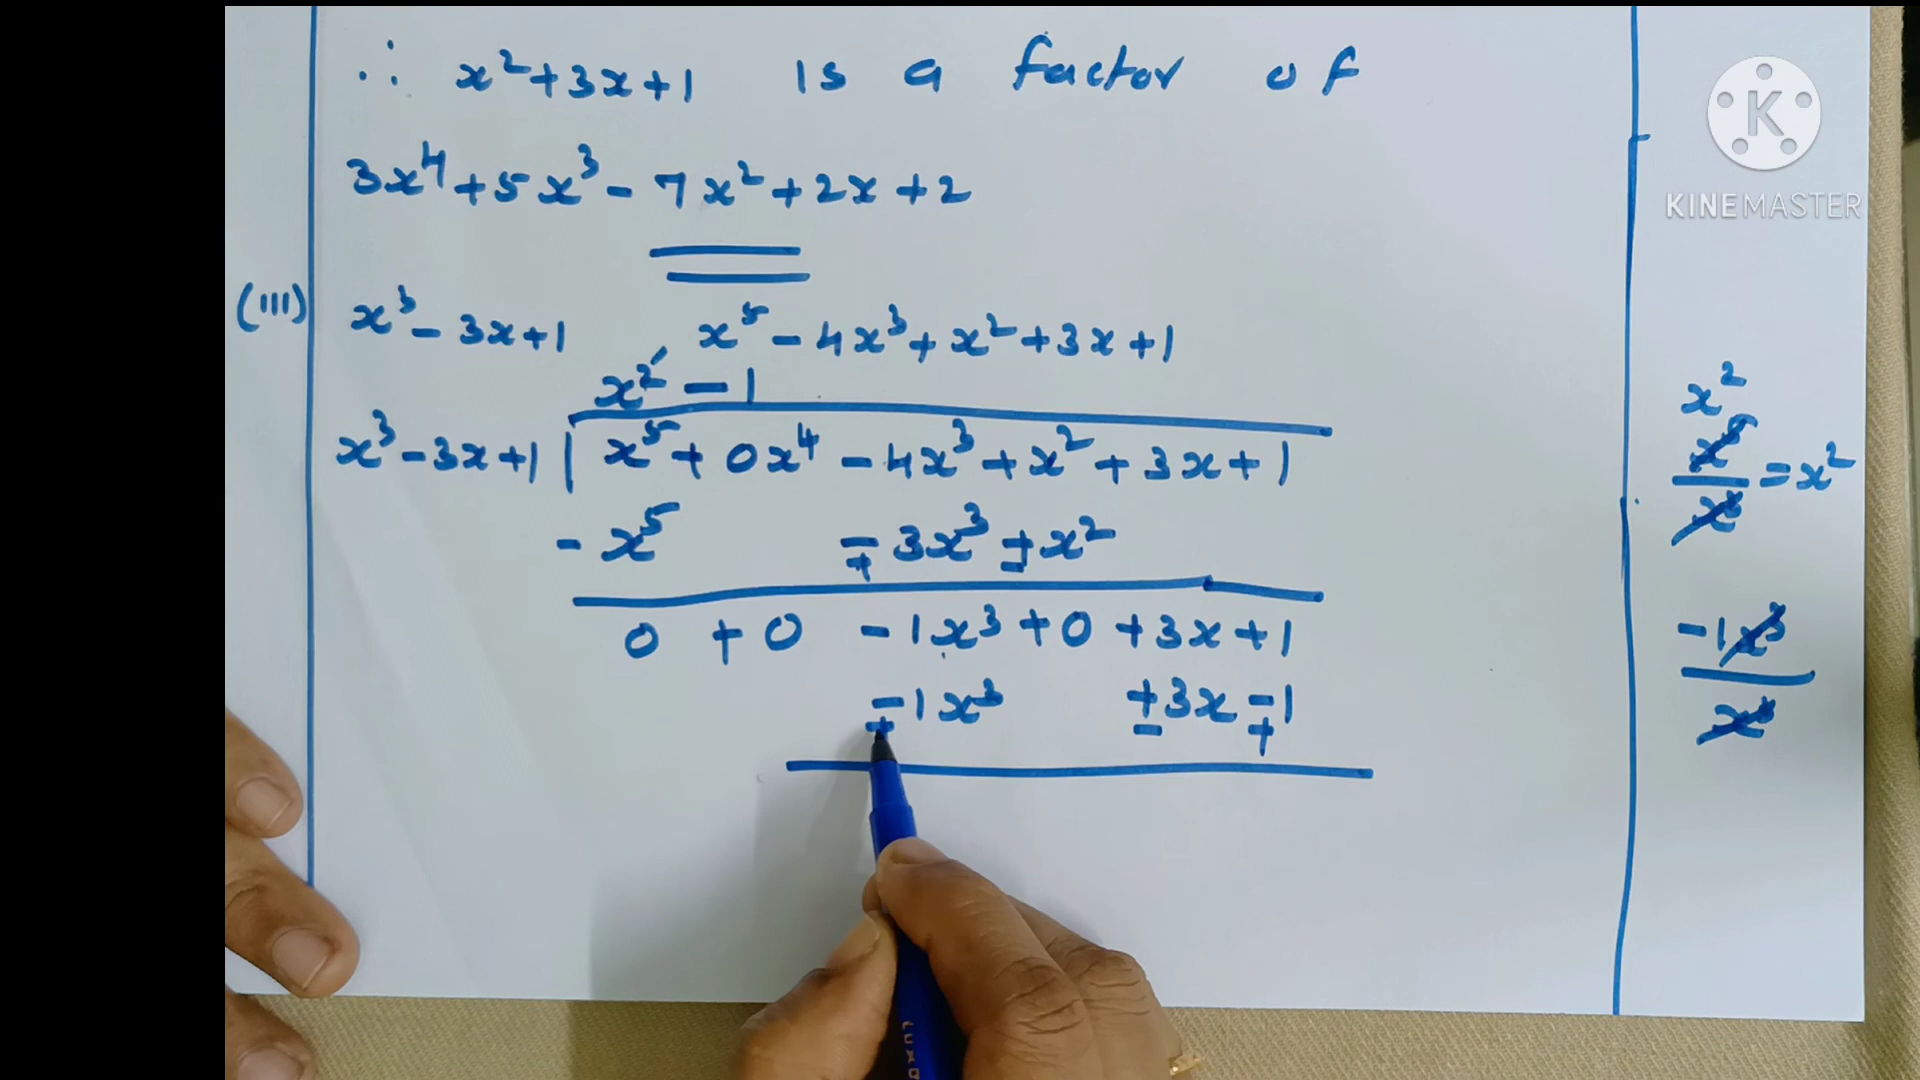 ∴ x²+3x+1 is a factor of
3x⁴+5x³-7x²+2x+2
(III) x³-3x+1 , x⁵-4x³+x²+3x+1
x² - 1
x³-3x+1 | x⁵+0x⁴-4x³+x²+3x+1
-x⁵ ∓3x³ ±x²
0 +0 -1x³+0+3x+1
∓1x³ ±3x ∓1
x²
x⁵/x³ = x²
-1x³/x³
K
KINEMASTER
LUXO